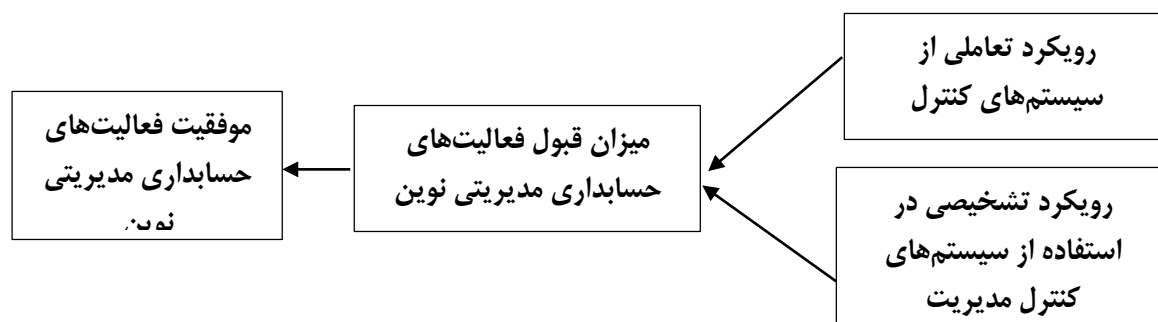 رویکرد تعاملی از
سیستم‌های کنترل
رویکرد تشخیصی در
استفاده از سیستم‌های
کنترل مدیریت
میزان قبول فعالیت‌های
حسابداری مدیریتی نوین
موفقیت فعالیت‌های
حسابداری مدیریتی
نوین